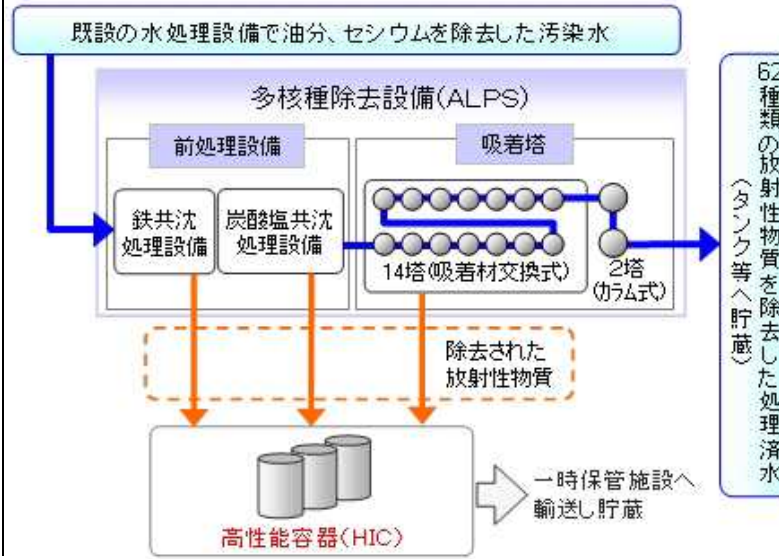 既設の水処理設備で油分、セシウムを除去した汚染水
多核種除去設備(ALPS)
前処理設備
吸着塔
鉄共沈
処理設備
炭酸塩共沈
処理設備
14塔(吸着材交換式)
2塔
(カラム式)
62種類の放射性物質を除去した処理済水
(タンク等へ貯蔵)
除去された
放射性物質
高性能容器(HIC)
一時保管施設へ
輸送し貯蔵